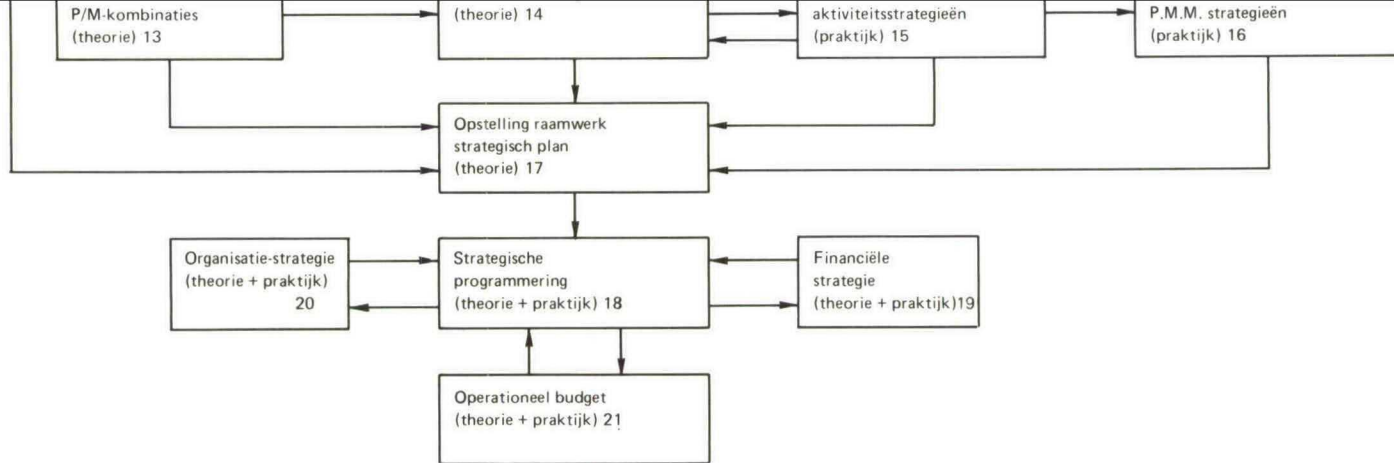 P/M-kombinaties
(theorie) 13
(theorie) 14
aktiviteitsstrategieën
(praktijk) 15
P.M.M. strategieën
(praktijk) 16
Opstelling raamwerk
strategisch plan
(theorie) 17
Organisatie-strategie
(theorie + praktijk)
20
Strategische
programmering
(theorie + praktijk) 18
Financiële
strategie
(theorie + praktijk)19
Operationeel budget
(theorie + praktijk) 21